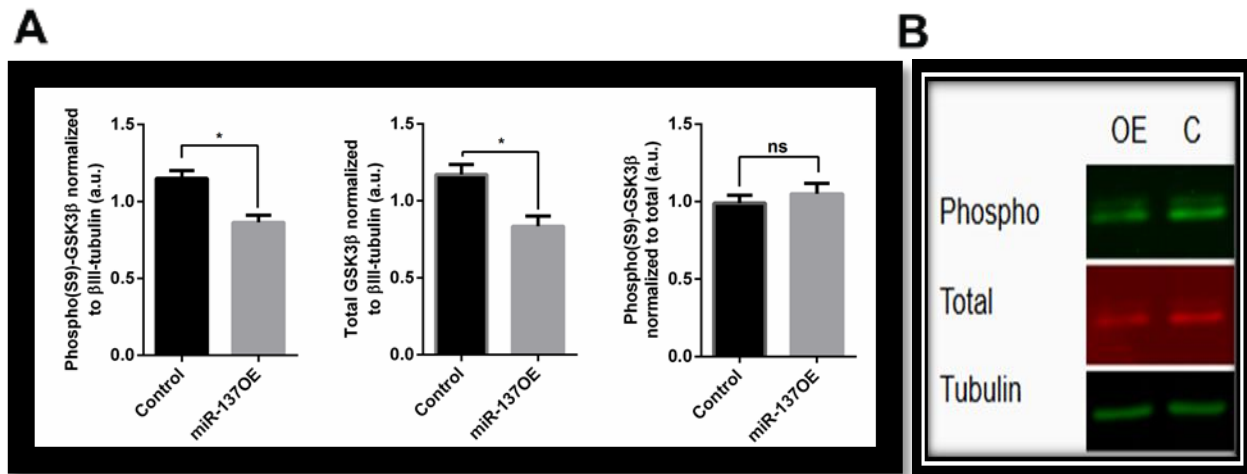 A
Phospho(S9)-GSK3β normalized
to βIII-tubulin (a.u.)
1.5
1.0
0.5
0.0
*
Control
miR-137OE
Total GSK3β normalized
to βIII-tubulin (a.u.)
1.5
1.0
0.5
0.0
*
Control
miR-137OE
Phospho(S9)-GSK3β
normalized to total (a.u.)
1.5
1.0
0.5
0.0
ns
Control
miR-137OE
B
OE C
Phospho
Total
Tubulin